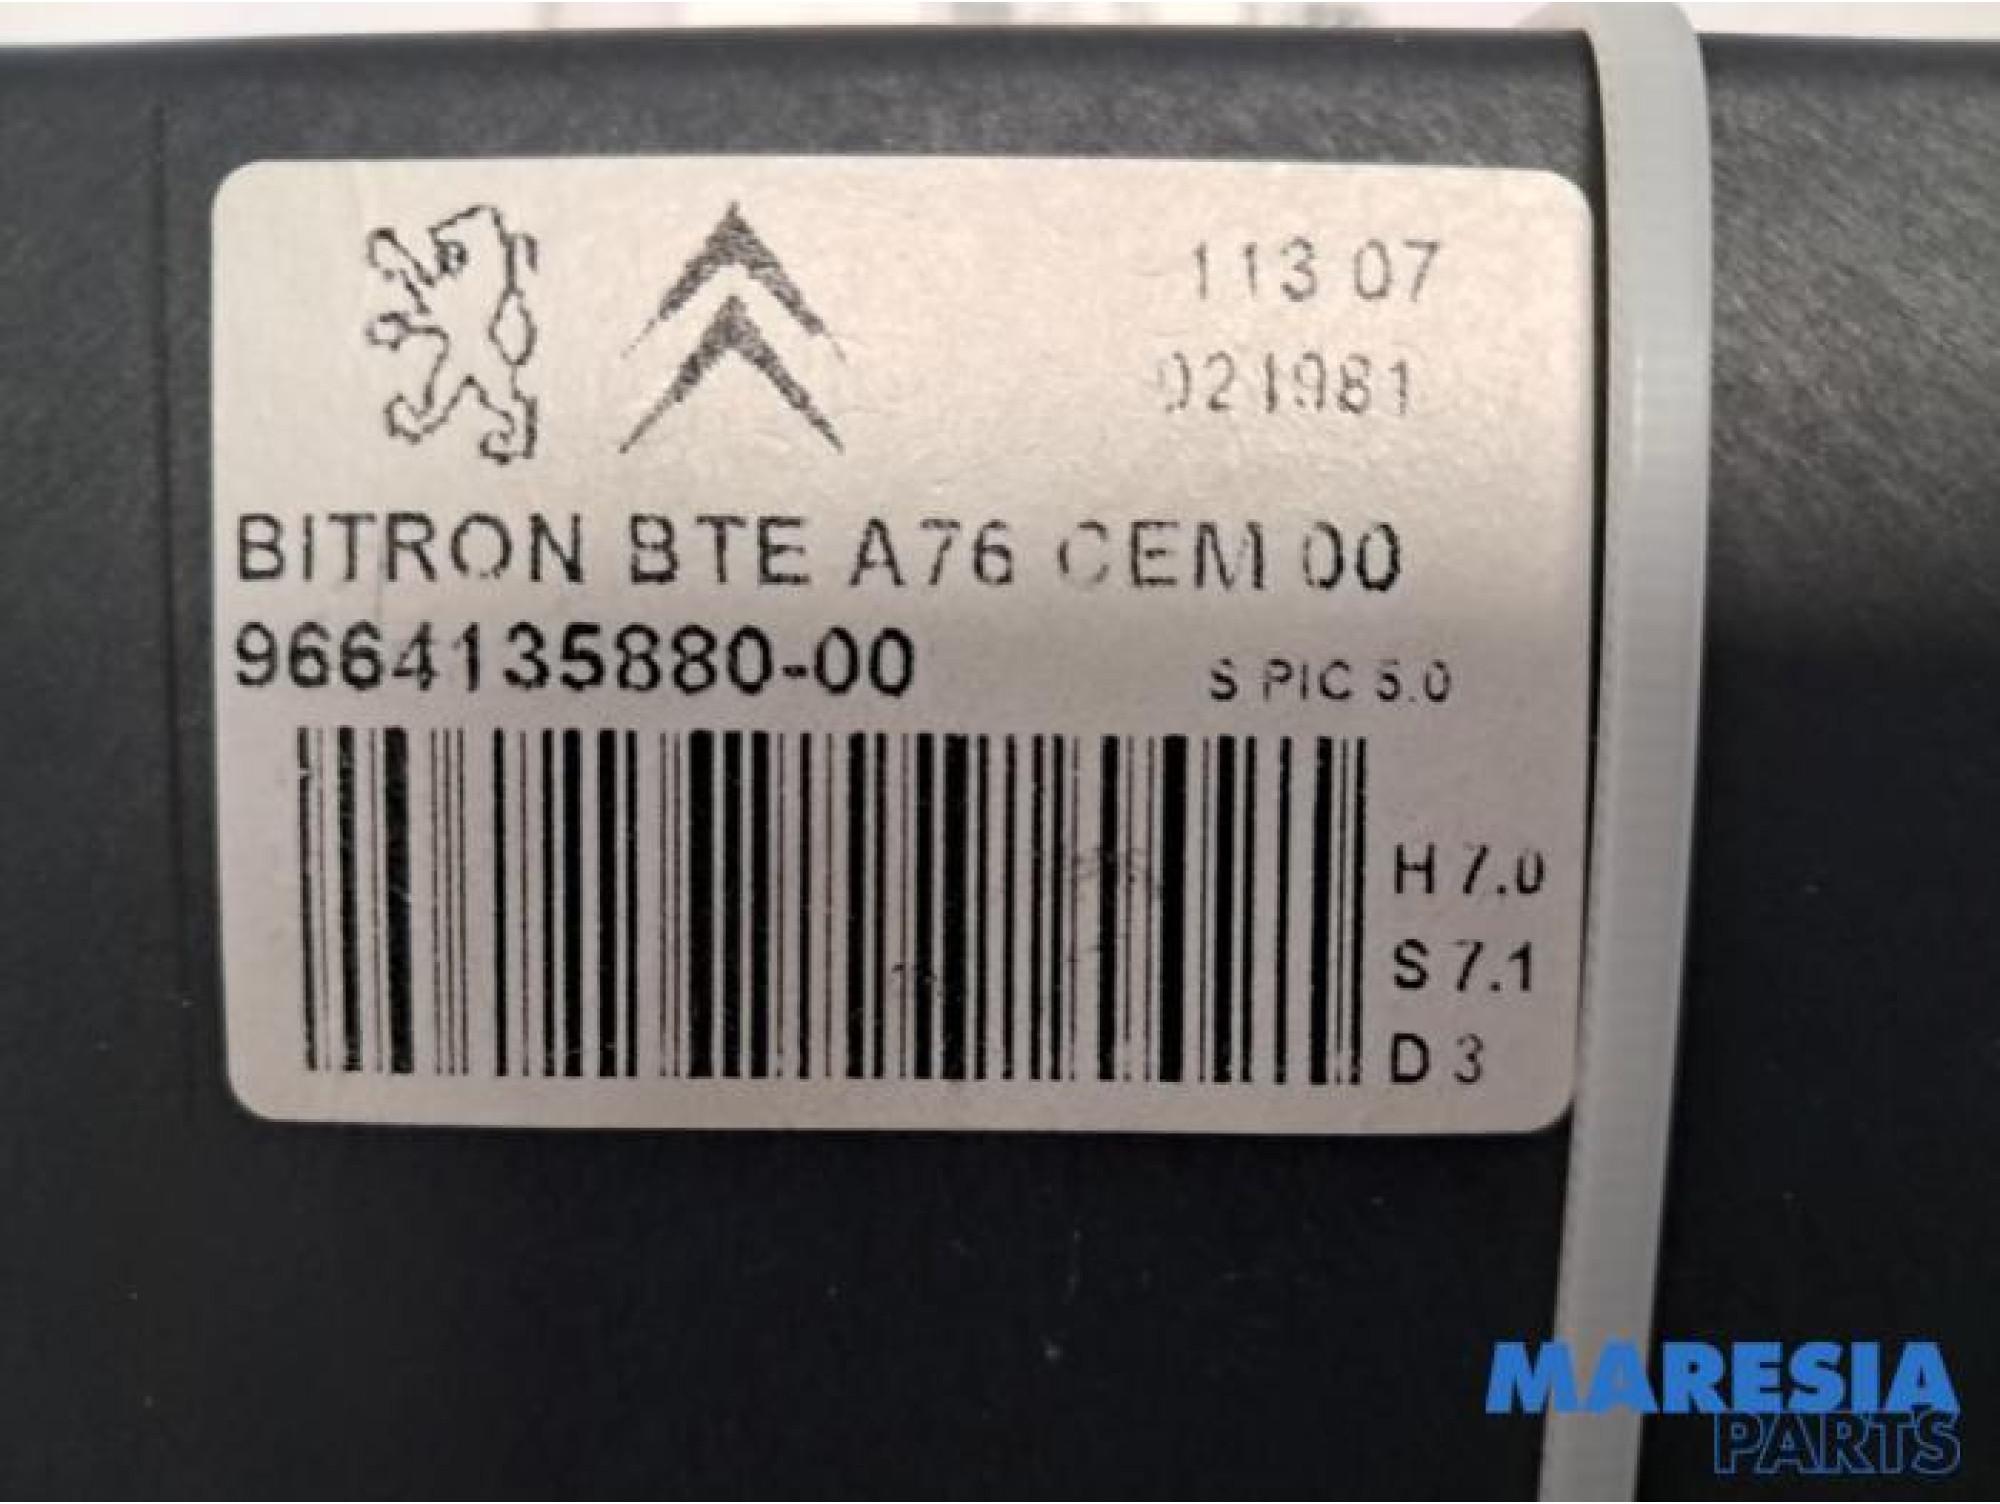 113 07
021981
BITRON BTE A76 CEM 00
9664135880-00
S PIC 5.0
H 7.0
S 7.1
D 3
MARESIA
PARTS